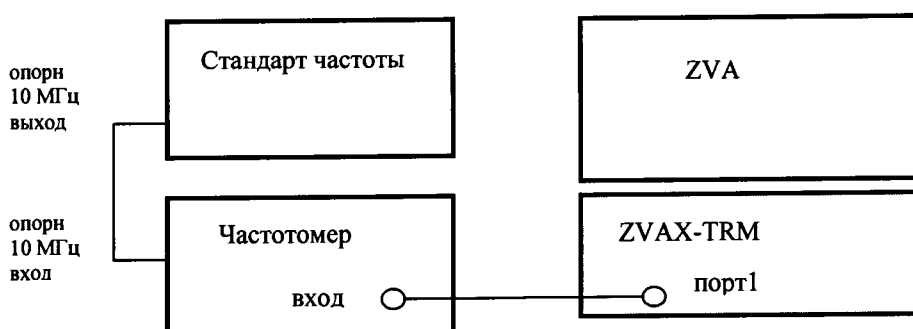 опорн
10 МГц
выход
Стандарт частоты
ZVA
опорн
10 МГц
вход
Частотомер
вход
ZVAX-TRM
порт1